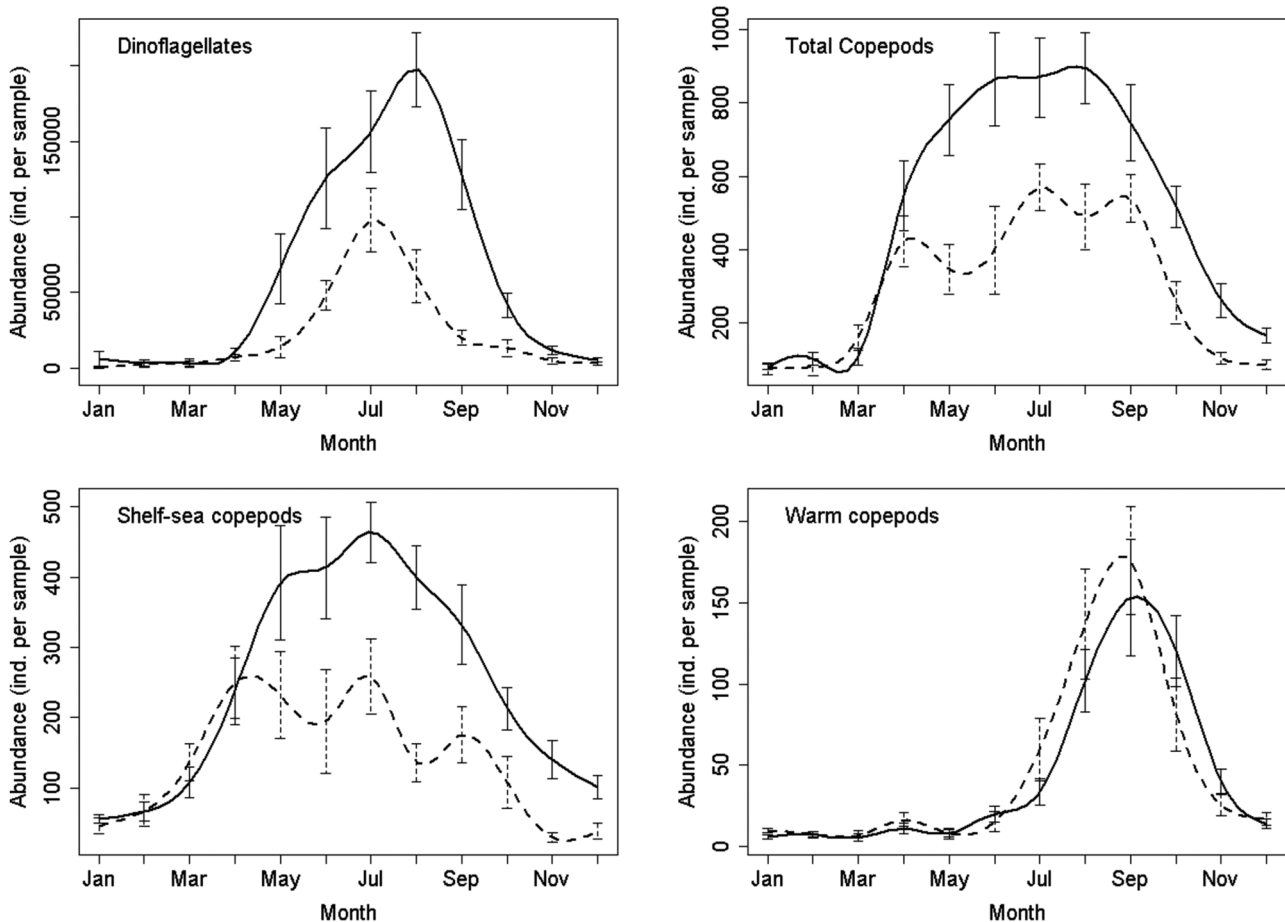 Dinoflagellates
Abundance (ind. per sample)
150000
50000
0
Jan Mar May Jul Sep Nov
Month
Total Copepods
Abundance (ind. per sample)
1000
800
600
400
200
Jan Mar May Jul Sep Nov
Month
Shelf-sea copepods
Abundance (ind. per sample)
500
400
300
200
100
Jan Mar May Jul Sep Nov
Month
Warm copepods
Abundance (ind. per sample)
200
150
100
50
0
Jan Mar May Jul Sep Nov
Month